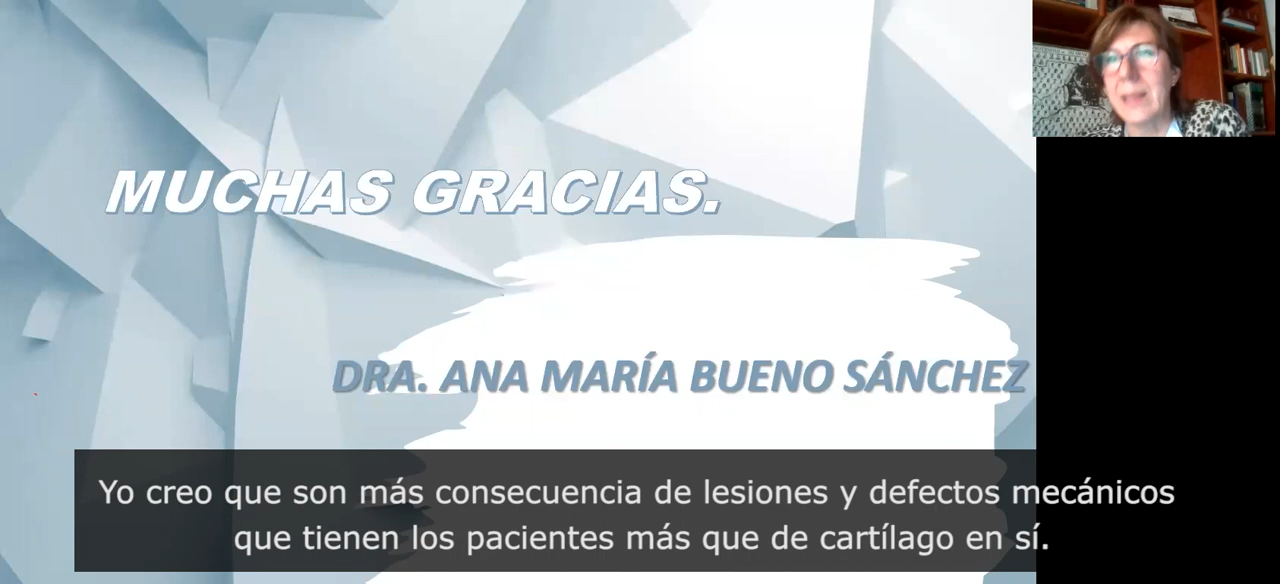 MUCHAS GRACIAS.
DRA. ANA MARÍA BUENO SÁNCHEZ
Yo creo que son más consecuencia de lesiones y defectos mecánicos
que tienen los pacientes más que de cartílago en sí.